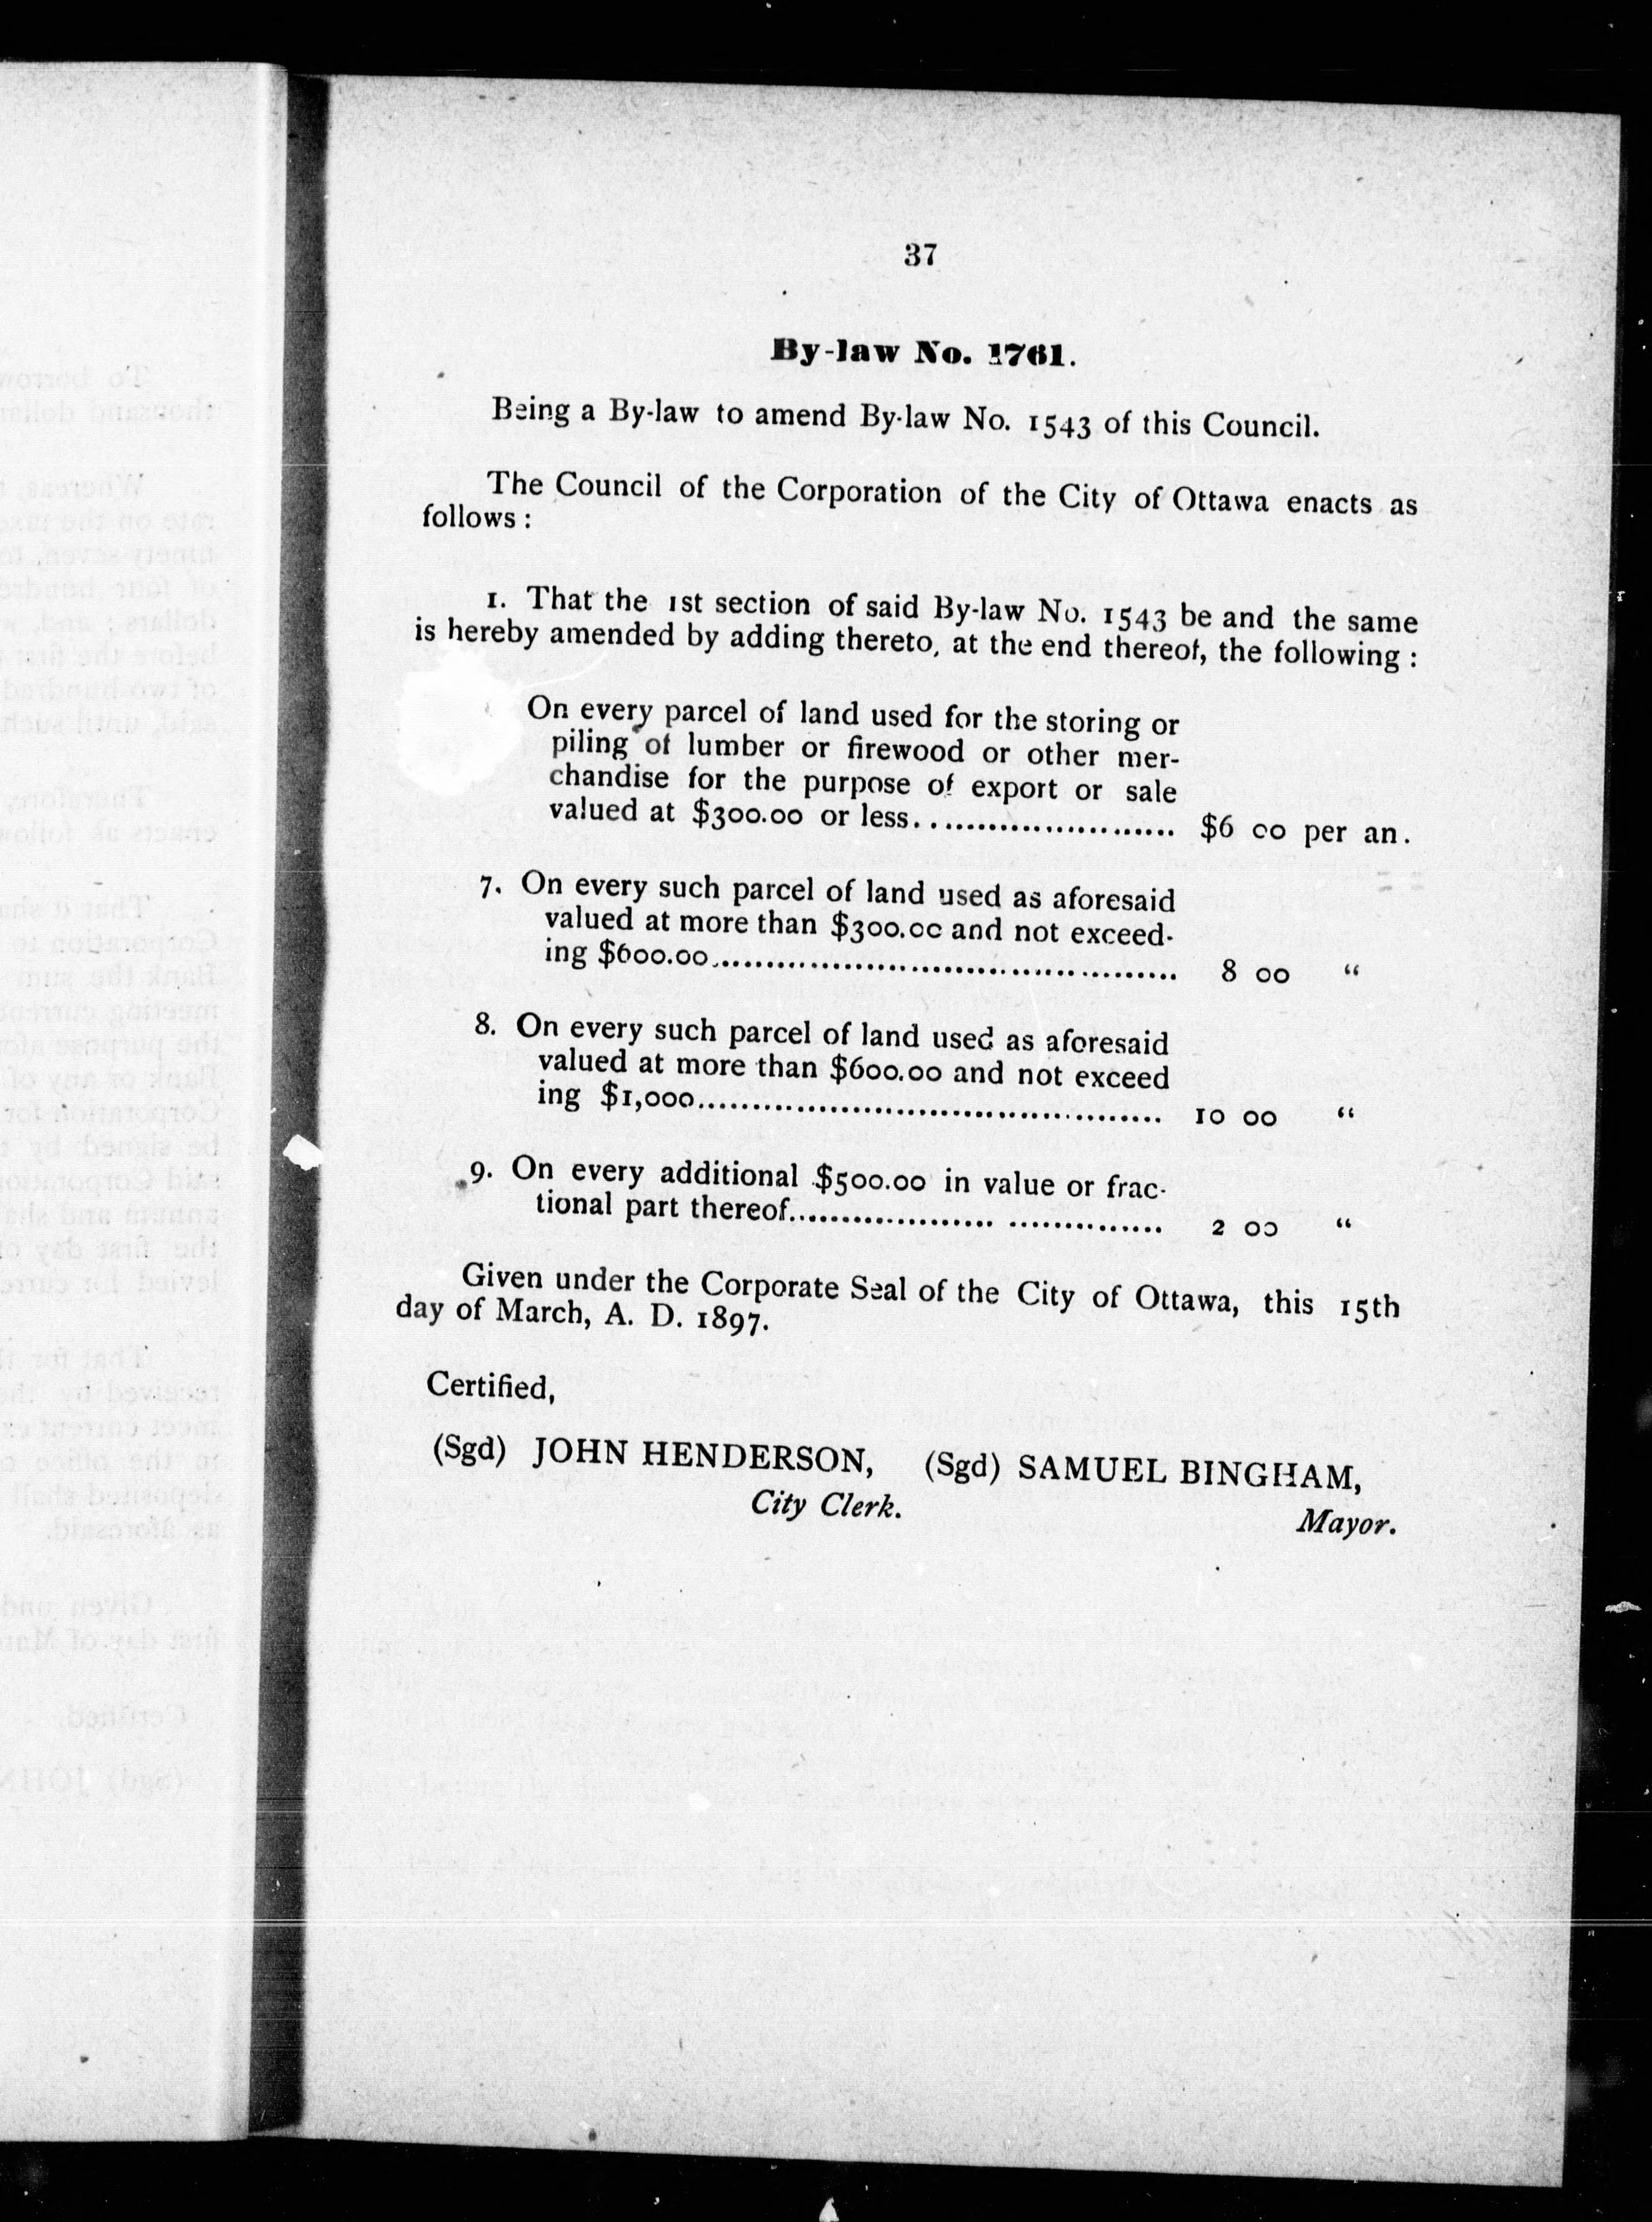 37
By-law No. 1761.
Being a By-law to amend By-law No. 1543 of this Council.
The Council of the Corporation of the City of Ottawa enacts as
follows :
1. That the 1st section of said By-law No. 1543 be and the same
is hereby amended by adding thereto, at the end thereof, the following :
On every parcel of land used for the storing or
piling of lumber or firewood or other mer-
chandise for the purpose of export or sale
valued at $300.00 or less........................ $6 00 per an.
7. On every such parcel of land used as aforesaid
valued at more than $300.00 and not exceed-
ing $600.00.......................................... 8 00 “
8. On every such parcel of land used as aforesaid
valued at more than $600.00 and not exceed
ing $1,000.......................................... 10 00 “
9. On every additional $500.00 in value or frac-
tional part thereof.................... ............... 2 00 “
Given under the Corporate Seal of the City of Ottawa, this 15th
day of March, A. D. 1897.
Certified,
(Sgd) JOHN HENDERSON, (Sgd) SAMUEL BINGHAM,
City Clerk. Mayor.